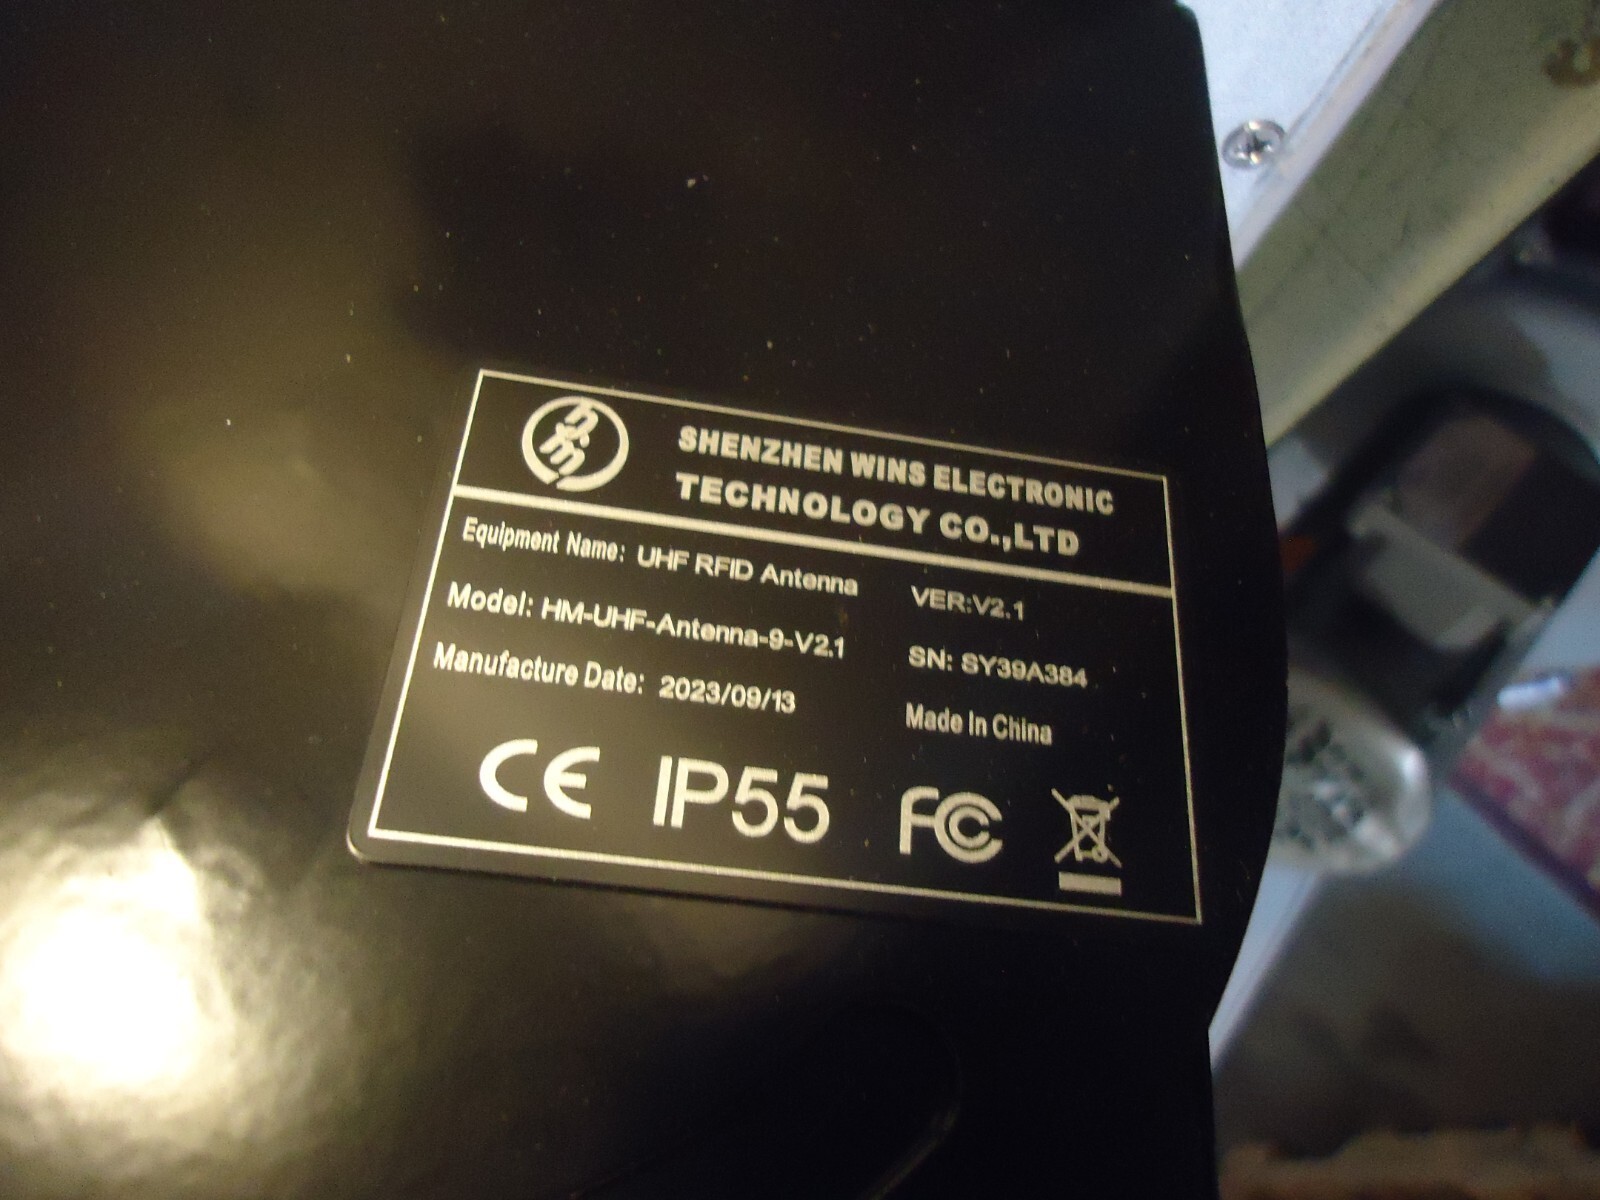 SHENZHEN WINS ELECTRONIC
TECHNOLOGY CO.,LTD
Equipment Name: UHF RFID Antenna
VER:V2.1
Model: HM-UHF-Antenna-9-V2.1
SN: SY39A384
Manufacture Date: 2023/09/13
Made In China
CE IP55 FC